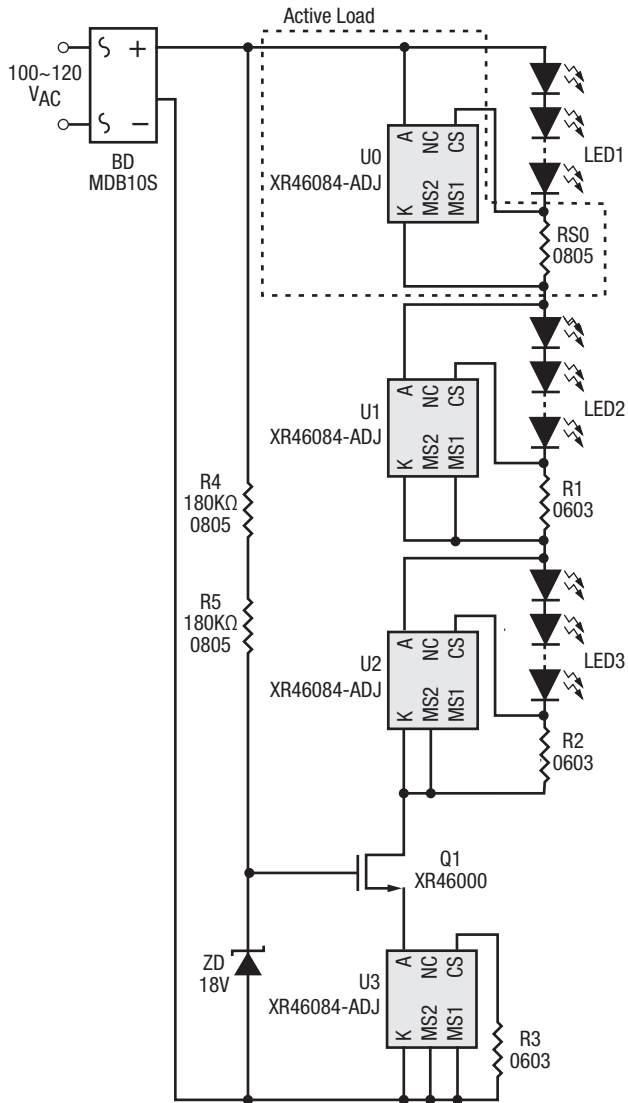 Active Load
100~120
VAC
+
−
BD
MDB10S
U0
XR46084-ADJ
A
NC
CS
K
MS2
MS1
LED1
RS0
0805
U1
XR46084-ADJ
A
NC
CS
K
MS2
MS1
LED2
R1
0603
R4
180KΩ
0805
R5
180KΩ
0805
U2
XR46084-ADJ
A
NC
CS
K
MS2
MS1
LED3
R2
0603
Q1
XR46000
ZD
18V
U3
XR46084-ADJ
A
NC
CS
K
MS2
MS1
R3
0603